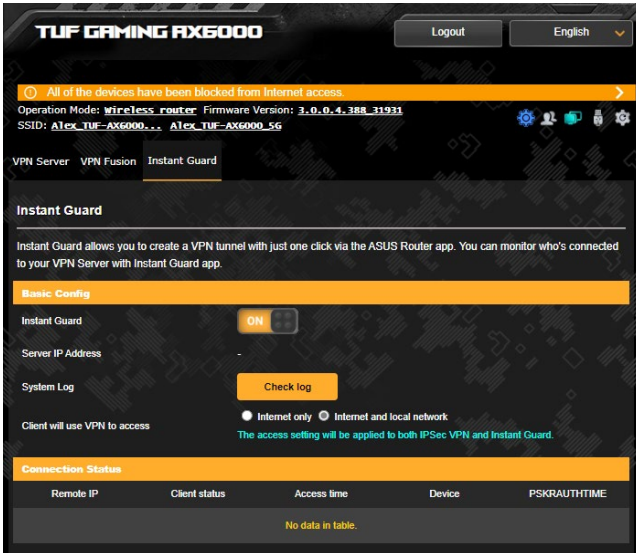 TUF GAMING AX6000
Logout
English
All of the devices have been blocked from Internet access.
Operation Mode: Wireless router Firmware Version: 3.0.0.4.388_31931
SSID: Alex_TUF-AX6000... Alex_TUF-AX6000_5G
VPN Server VPN Fusion Instant Guard
Instant Guard
Instant Guard allows you to create a VPN tunnel with just one click via the ASUS Router app. You can monitor who's connected
to your VPN Server with Instant Guard app.
Basic Config
Instant Guard ON
Server IP Address -
System Log Check log
Client will use VPN to access Internet only Internet and local network
The access setting will be applied to both IPSec VPN and Instant Guard.
Connection Status
Remote IP Client status Access time Device PSKRAUTHTIME
No data in table.